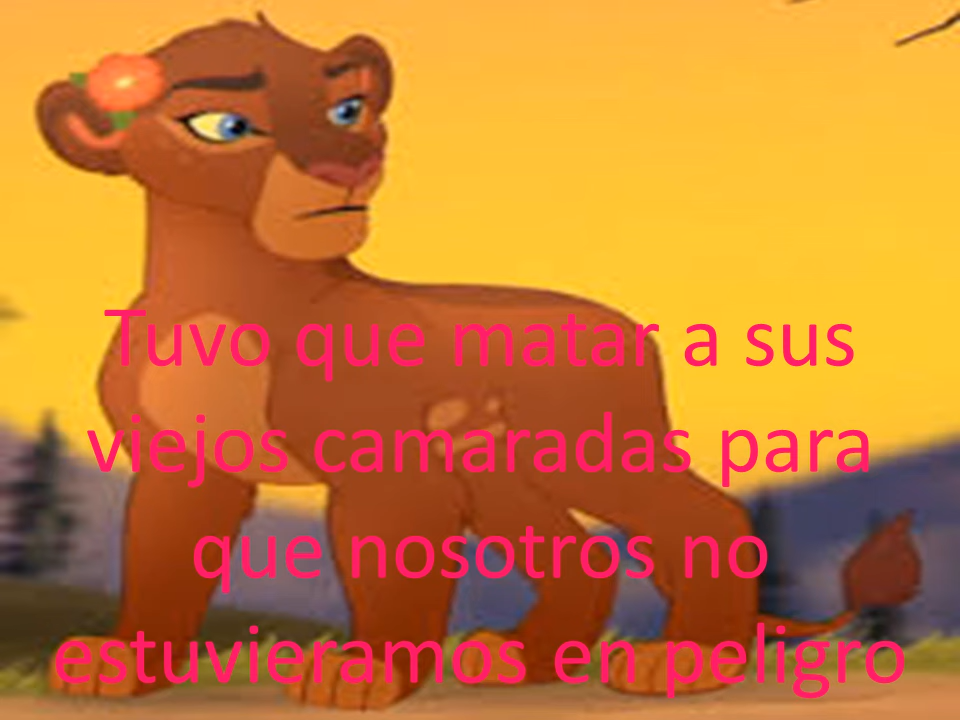 Tuvo que matar a sus
viejos camaradas para
que nosotros no
estuvieramos en peligro